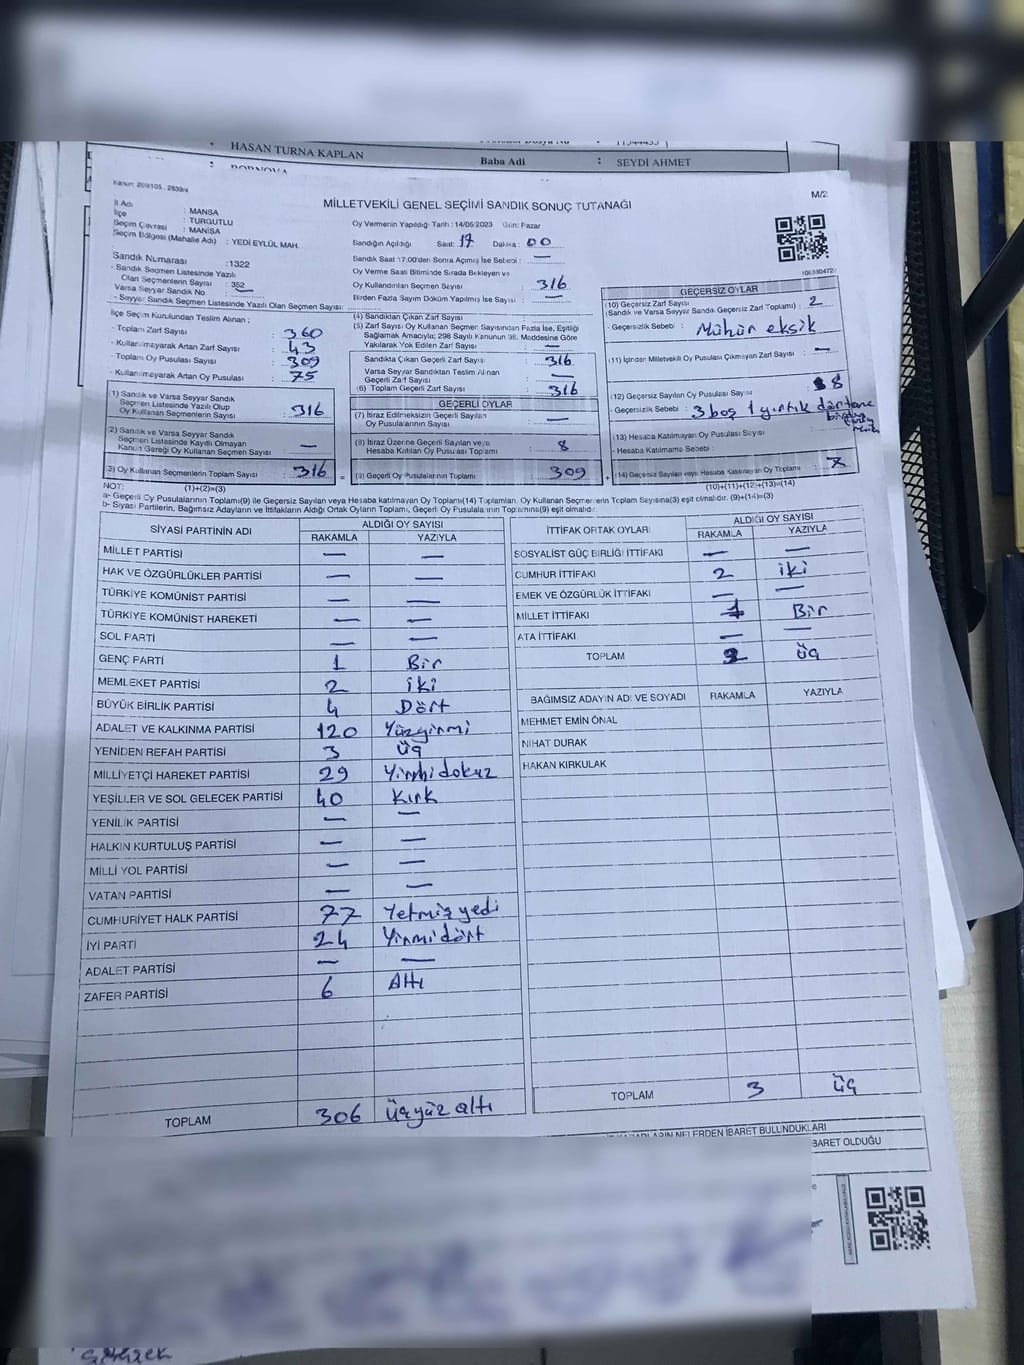 HASAN TURNA KAPLAN
Baba Adi : SEYDİ AHMET
BORNOVA
M/2
MİLLETVEKİLİ GENEL SEÇİMİ SANDIK SONUÇ TUTANAĞI
İl Adı : MANİSA
İlçe : TURGUTLU
Seçim Çevrası : MANİSA
Seçim Bölgesi (Mahalle Adı) : YEDİ EYLÜL MAH.
Oy Vermenin Yapıldığı Tarih : 14/05/2023 Gün: Pazar
Sandığın Açıldığı Saat: 17 Dakika : 00
Sandık Saat 17:00'den Sonra Açılmış İse Sebebi : —
Oy Verme Saati Bitiminde Sırada Bekleyen ve
Oy Kullandırılan Seçmen Sayısı 316
Birden Fazla Sayım Döküm Yapılmış İse Sayısı : —
Sandık Numarası :1322
- Sandık Seçmen Listesinde Yazılı
Olan Seçmenlerin Sayısı : 352
Varsa Seyyar Sandık No : —
- Seyyar Sandık Seçmen Listesinde Yazılı Olan Seçmen Sayısı:
İlçe Seçim Kurulundan Teslim Alınan ;
- Toplam Zarf Sayısı : 360
- Kullanılmayarak Artan Zarf Sayısı : 43
- Toplam Oy Pusulası Sayısı : 309
- Kullanılmayarak Artan Oy Pusulası : 75
(1) Sandık ve Varsa Seyyar Sandık
Seçmen Listesinde Yazılı Olup
Oy Kullanan Seçmenlerin Sayısı : 316
(2) Sandık ve Varsa Seyyar Sandık
Seçmen Listesinde Kaydı Olmayan
Kanun Gereği Oy Kullanan Seçmen Sayısı : —
(3) Oy Kullanan Seçmenlerin Toplam Sayısı : 316
(1)+(2)=(3)
(4) Sandıktan Çıkan Zarf Sayısı
(5) Zarf Sayısı Oy Kullanan Seçmen Sayısından Fazla İse, Eşitliği
Sağlamak Amacıyla; 298 Sayılı Kanunun 98. Maddesine Göre
Yakılarak Yok Edilen Zarf Sayısı —
Sandıkta Çıkan Geçerli Zarf Sayısı 316
Varsa Seyyar Sandıktan Teslim Alınan
Geçerli Zarf Sayısı —
(6) Toplam Geçerli Zarf Sayısı 316
GEÇERLİ OYLAR
(7) İtiraz Edilmeksizin Geçerli Sayılan
Oy Pusulalarının Sayısı —
(8) İtiraz Üzerine Geçerli Sayılan veya
Hesaba Katılan Oy Pusulası Toplamı 8
(9) Geçerli Oy Pusulalarının Toplamı : 309
GEÇERSİZ OYLAR
(10) Geçersiz Zarf Sayısı
(Sandık ve Varsa Seyyar Sandık Geçersiz Zarf Toplamı) : 2
- Geçersizlik Sebebi : Mühür eksik
(11) İçinden Milletvekili Oy Pusulası Çıkmayan Zarf Sayısı : —
(12) Geçersiz Sayılan Oy Pusulası Sayısı : 8
- Geçersizlik Sebebi : 3 boş 1 yırtık dört tane
(13) Hesaba Katılmayan Oy Pusulası Sayısı
- Hesaba Katılmama Sebebi :
(14) Geçersiz Sayılan veya Hesaba Katılmayan Oy Toplamı : 7
(10)+(11)+(12)+(13)=(14)
NOT:
a- Geçerli Oy Pusulalarının Toplamı(9) ile Geçersiz Sayılan veya Hesaba katılmayan Oy Toplamı(14) Toplamları, Oy Kullanan Seçmenlerin Toplam Sayısına(3) eşit olmalıdır. (9)+(14)=(3)
b- Siyasi Partilerin, Bağımsız Adayların ve İttifakların Aldığı Ortak Oyların Toplamı, Geçerli Oy Pusulalarının Toplamına(9) eşit olmalıdır.
SİYASİ PARTİNİN ADI ALDIĞI OY SAYISI
RAKAMLA YAZIYLA
MİLLET PARTİSİ — —
HAK VE ÖZGÜRLÜKLER PARTİSİ — —
TÜRKİYE KOMÜNİST PARTİSİ — —
TÜRKİYE KOMÜNİST HAREKETİ — —
SOL PARTİ — —
GENÇ PARTİ 1 Bir
MEMLEKET PARTİSİ 2 iki
BÜYÜK BİRLİK PARTİSİ 4 Dört
ADALET VE KALKINMA PARTİSİ 120 Yüzyirmi
YENİDEN REFAH PARTİSİ 3 üç
MİLLİYETÇİ HAREKET PARTİSİ 29 Yirmidokuz
YEŞİLLER VE SOL GELECEK PARTİSİ 40 Kırk
YENİLİK PARTİSİ — —
HALKIN KURTULUŞ PARTİSİ — —
MİLLİ YOL PARTİSİ — —
VATAN PARTİSİ — —
CUMHURİYET HALK PARTİSİ 77 Yetmişyedi
İYİ PARTİ 24 Yirmidört
ADALET PARTİSİ — —
ZAFER PARTİSİ 6 Altı
TOPLAM 306 üçyüz altı
İTTİFAK ORTAK OYLARI ALDIĞI OY SAYISI
RAKAMLA YAZIYLA
SOSYALİST GÜÇ BİRLİĞİ İTTİFAKI — —
CUMHUR İTTİFAKI 2 iki
EMEK VE ÖZGÜRLÜK İTTİFAKI — —
MİLLET İTTİFAKI 1 Bir
ATA İTTİFAKI — —
TOPLAM 3 üç
BAĞIMSIZ ADAYIN ADI VE SOYADI RAKAMLA YAZIYLA
MEHMET EMİN ÖNAL
NİHAT DURAK
HAKAN KIRKULAK
TOPLAM 3 üç
NELERDEN İBARET BULUNDUKLARI
BARET OLDUĞU